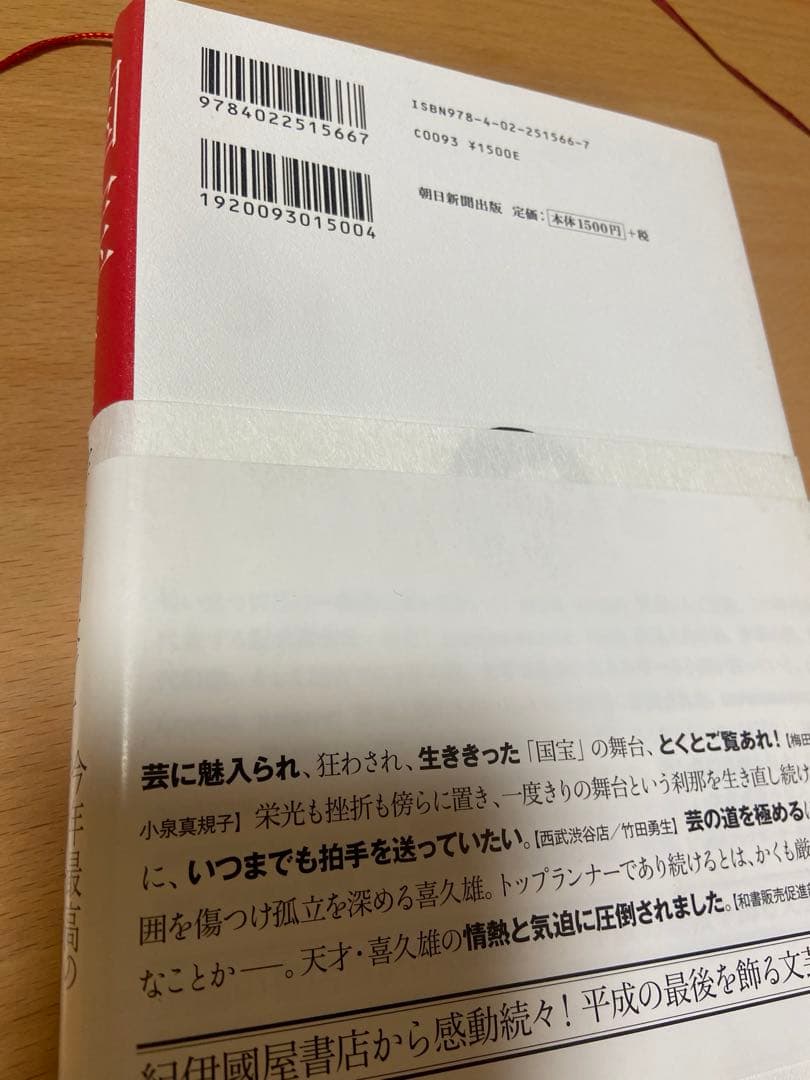 9784022515667
ISBN978-4-02-251566-7
C0093 ¥1500E
1920093015004
朝日新聞出版 定価：本体1500円+税
芸に魅入られ、狂わされ、生ききった「国宝」の舞台、とくとご覧あれ！【梅田
小泉真規子】栄光も挫折も傍らに置き、一度きりの舞台という刹那を生き直し続け
に、いつまでも拍手を送っていたい。【西武渋谷店／竹田勇生】芸の道を極める
囲を傷つけ孤立を深める喜久雄。トップランナーであり続けるとは、かくも厳
なことか──。天才・喜久雄の情熱と気迫に圧倒されました。【和書販売促進
紀伊國屋書店から感動続々！平成の最後を飾る文芸
今年最高の